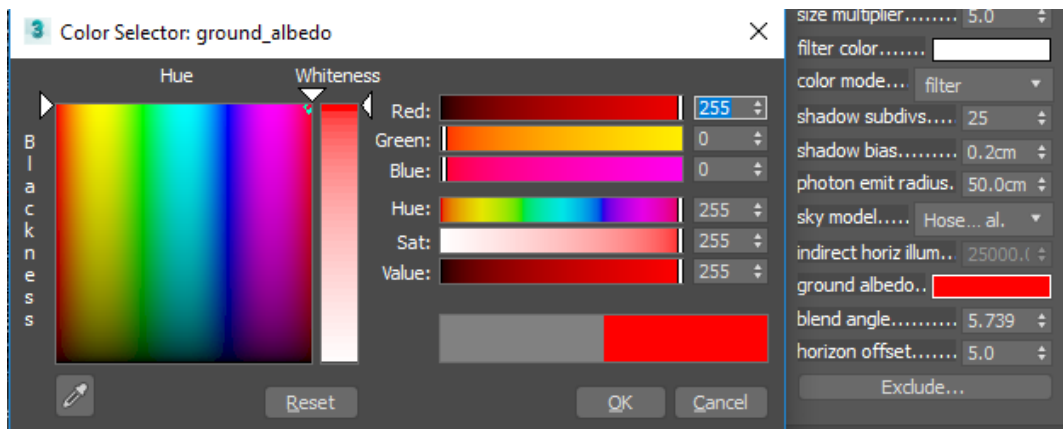 3 Color Selector: ground_albedo
Hue Whiteness
Blackness
Red: 255
Green: 0
Blue: 0
Hue: 255
Sat: 255
Value: 255
Reset OK Cancel
size multiplier........ 5.0
filter color.......
color mode... filter
shadow subdivs.... 25
shadow bias......... 0.2cm
photon emit radius. 50.0cm
sky model..... Hose... al.
indirect horiz illum.. 25000.(
ground albedo..
blend angle.......... 5.739
horizon offset....... 5.0
Exclude...